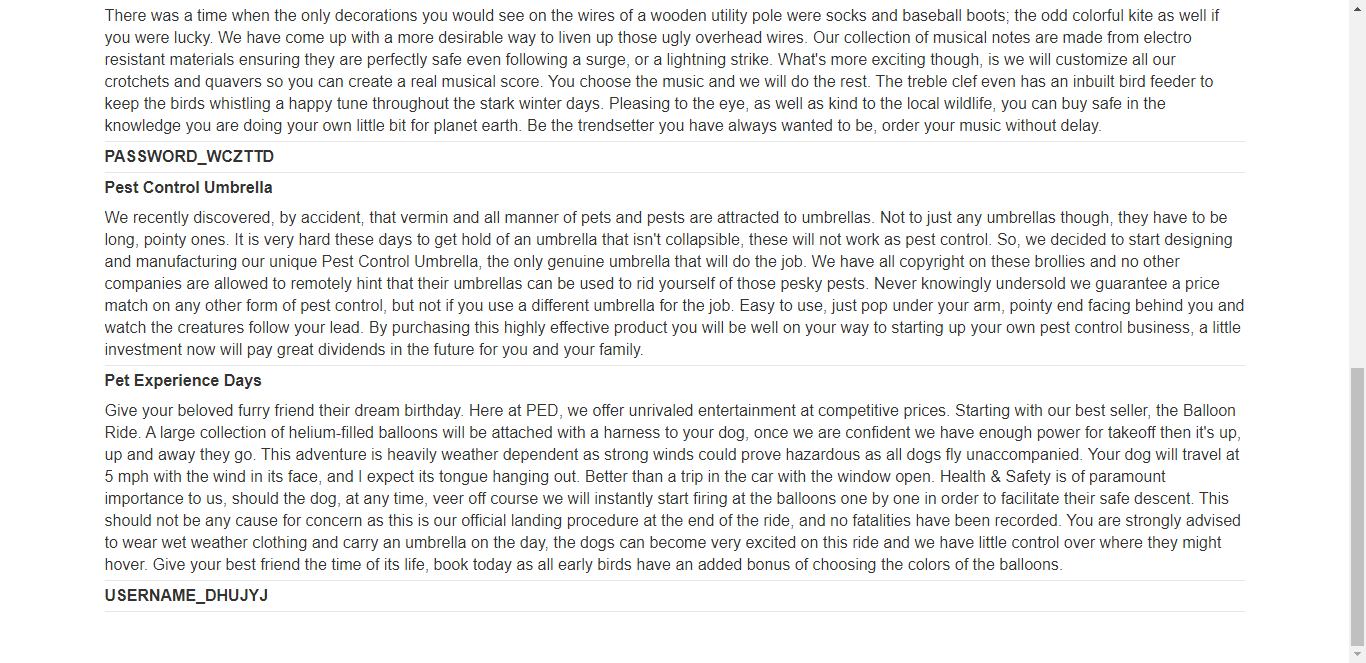 There was a time when the only decorations you would see on the wires of a wooden utility pole were socks and baseball boots; the odd colorful kite as well if
you were lucky. We have come up with a more desirable way to liven up those ugly overhead wires. Our collection of musical notes are made from electro
resistant materials ensuring they are perfectly safe even following a surge, or a lightning strike. What's more exciting though, is we will customize all our
crotchets and quavers so you can create a real musical score. You choose the music and we will do the rest. The treble clef even has an inbuilt bird feeder to
keep the birds whistling a happy tune throughout the stark winter days. Pleasing to the eye, as well as kind to the local wildlife, you can buy safe in the
knowledge you are doing your own little bit for planet earth. Be the trendsetter you have always wanted to be, order your music without delay.
PASSWORD_WCZTTD
Pest Control Umbrella
We recently discovered, by accident, that vermin and all manner of pets and pests are attracted to umbrellas. Not to just any umbrellas though, they have to be
long, pointy ones. It is very hard these days to get hold of an umbrella that isn't collapsible, these will not work as pest control. So, we decided to start designing
and manufacturing our unique Pest Control Umbrella, the only genuine umbrella that will do the job. We have all copyright on these brollies and no other
companies are allowed to remotely hint that their umbrellas can be used to rid yourself of those pesky pests. Never knowingly undersold we guarantee a price
match on any other form of pest control, but not if you use a different umbrella for the job. Easy to use, just pop under your arm, pointy end facing behind you and
watch the creatures follow your lead. By purchasing this highly effective product you will be well on your way to starting up your own pest control business, a little
investment now will pay great dividends in the future for you and your family.
Pet Experience Days
Give your beloved furry friend their dream birthday. Here at PED, we offer unrivaled entertainment at competitive prices. Starting with our best seller, the Balloon
Ride. A large collection of helium-filled balloons will be attached with a harness to your dog, once we are confident we have enough power for takeoff then it's up,
up and away they go. This adventure is heavily weather dependent as strong winds could prove hazardous as all dogs fly unaccompanied. Your dog will travel at
5 mph with the wind in its face, and I expect its tongue hanging out. Better than a trip in the car with the window open. Health & Safety is of paramount
importance to us, should the dog, at any time, veer off course we will instantly start firing at the balloons one by one in order to facilitate their safe descent. This
should not be any cause for concern as this is our official landing procedure at the end of the ride, and no fatalities have been recorded. You are strongly advised
to wear wet weather clothing and carry an umbrella on the day, the dogs can become very excited on this ride and we have little control over where they might
hover. Give your best friend the time of its life, book today as all early birds have an added bonus of choosing the colors of the balloons.
USERNAME_DHUJYJ